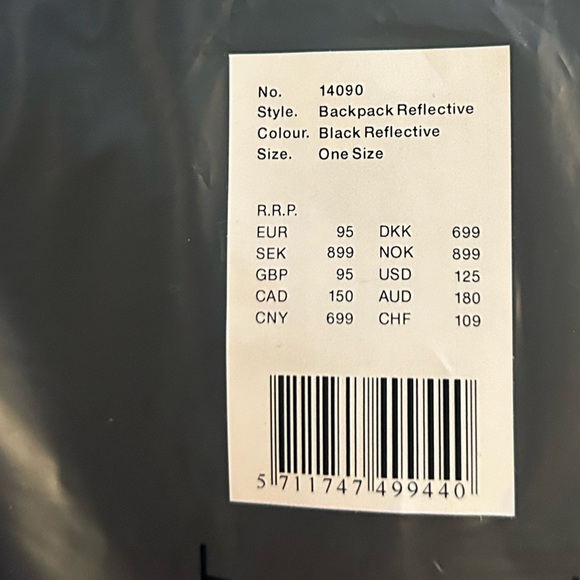 No. 14090
Style. Backpack Reflective
Colour. Black Reflective
Size. One Size
R.R.P.
EUR 95 DKK 699
SEK 899 NOK 899
GBP 95 USD 125
CAD 150 AUD 180
CNY 699 CHF 109
5 711747 499440